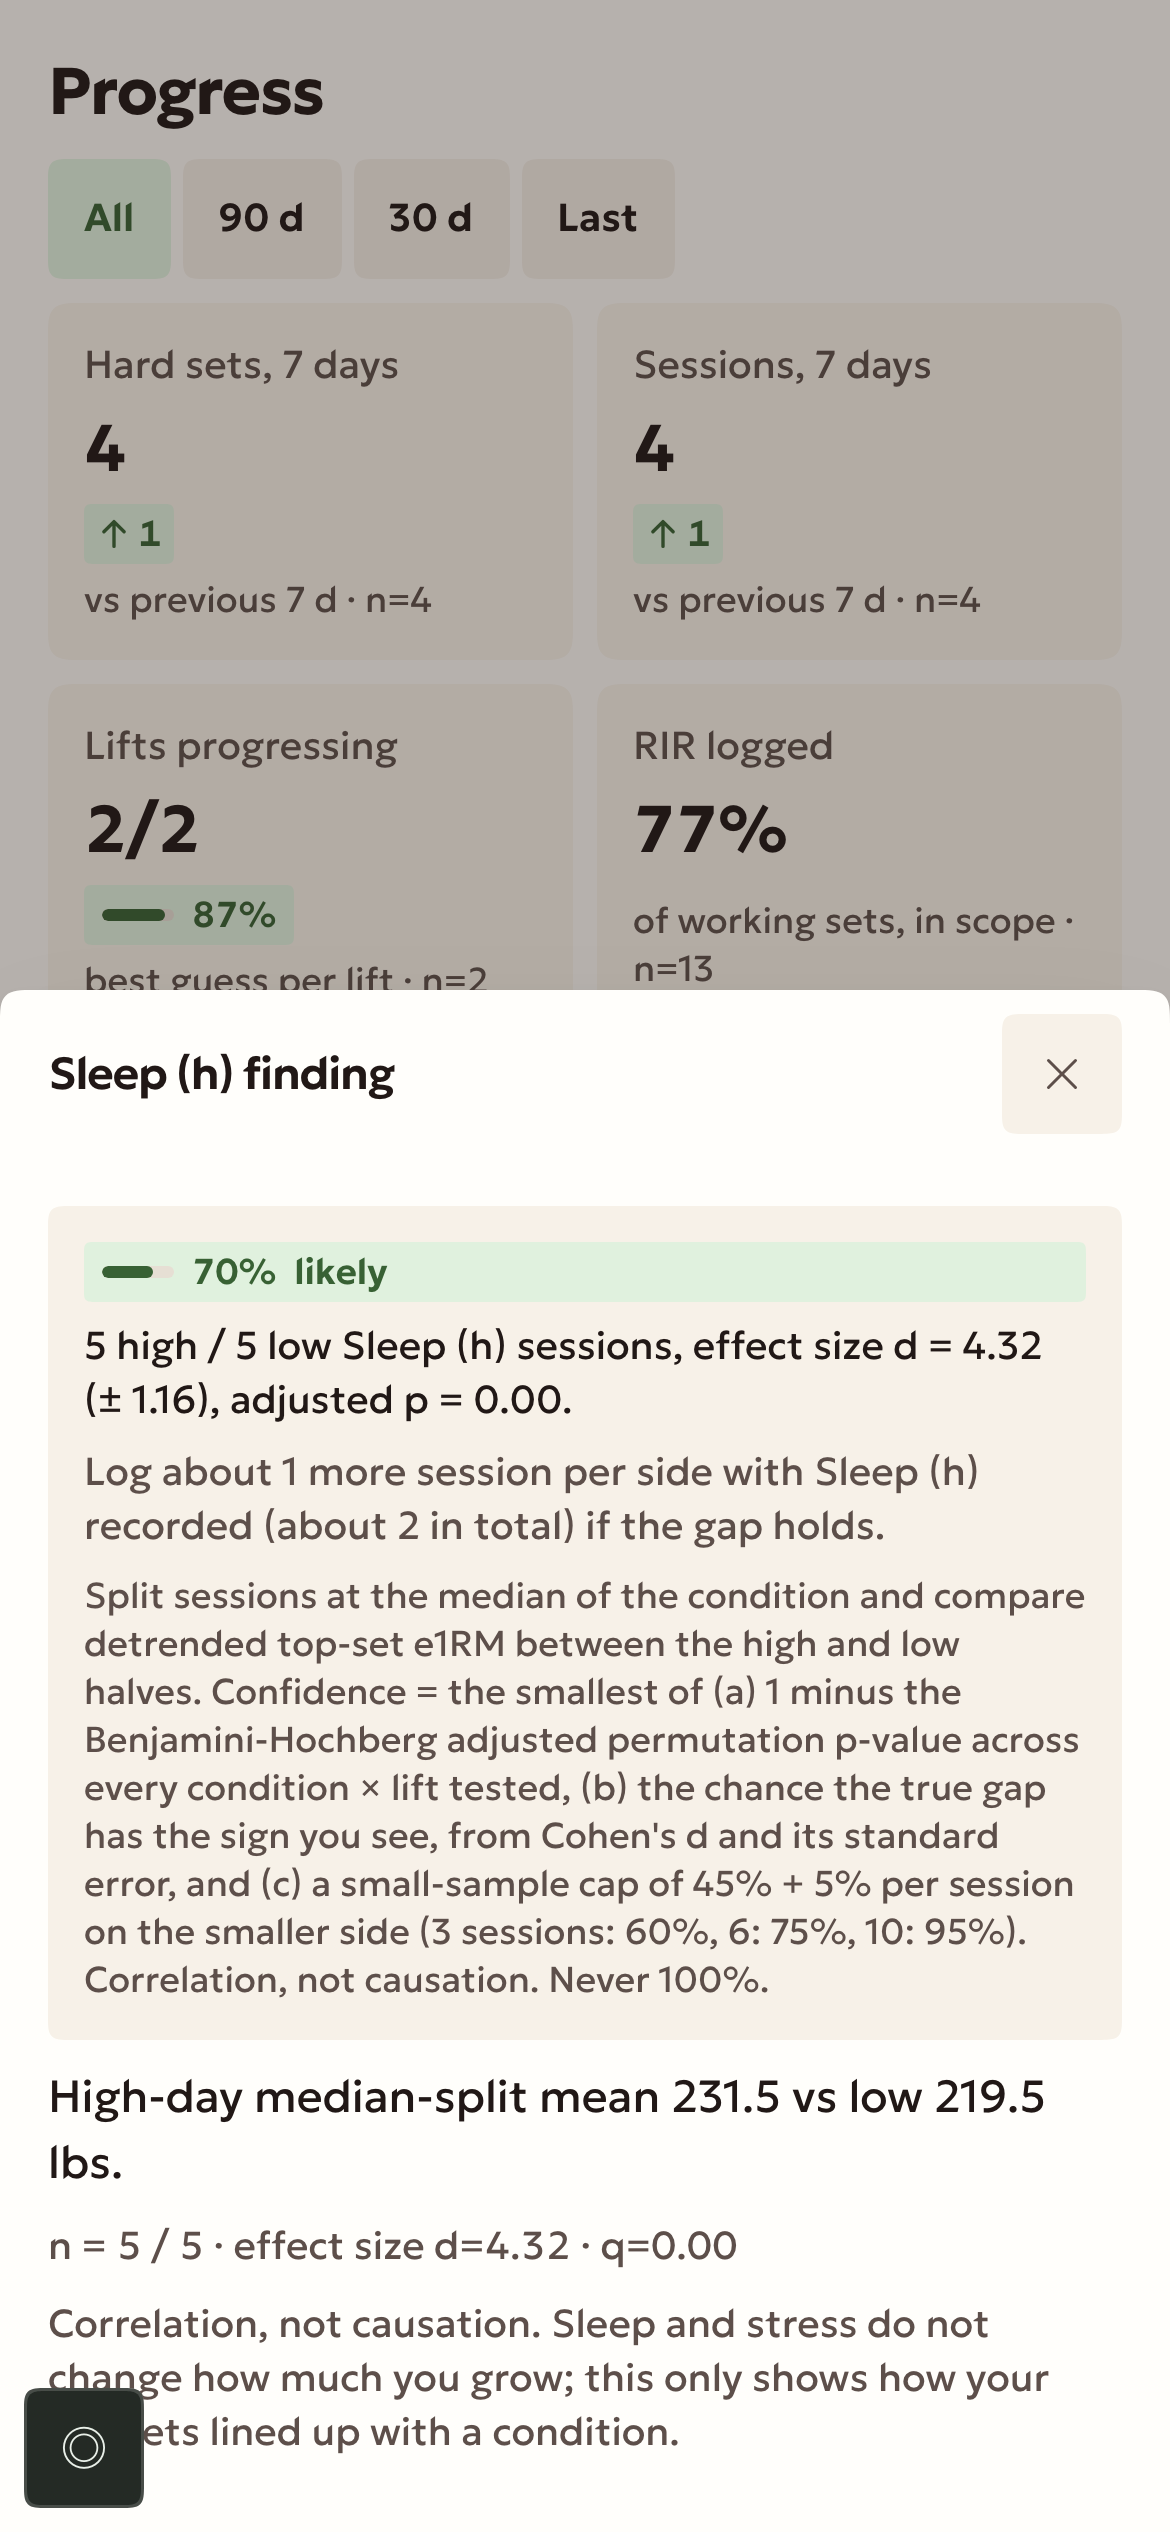 Progress
All 90 d 30 d Last
Hard sets, 7 days
4
↑ 1
vs previous 7 d · n=4
Sessions, 7 days
4
↑ 1
vs previous 7 d · n=4
Lifts progressing
2/2
87%
best guess per lift · n=2
RIR logged
77%
of working sets, in scope ·
n=13
Sleep (h) finding
70% likely
5 high / 5 low Sleep (h) sessions, effect size d = 4.32
(± 1.16), adjusted p = 0.00.
Log about 1 more session per side with Sleep (h)
recorded (about 2 in total) if the gap holds.
Split sessions at the median of the condition and compare
detrended top-set e1RM between the high and low
halves. Confidence = the smallest of (a) 1 minus the
Benjamini-Hochberg adjusted permutation p-value across
every condition × lift tested, (b) the chance the true gap
has the sign you see, from Cohen's d and its standard
error, and (c) a small-sample cap of 45% + 5% per session
on the smaller side (3 sessions: 60%, 6: 75%, 10: 95%).
Correlation, not causation. Never 100%.
High-day median-split mean 231.5 vs low 219.5
lbs.
n = 5 / 5 · effect size d=4.32 · q=0.00
Correlation, not causation. Sleep and stress do not
change how much you grow; this only shows how your
ets lined up with a condition.